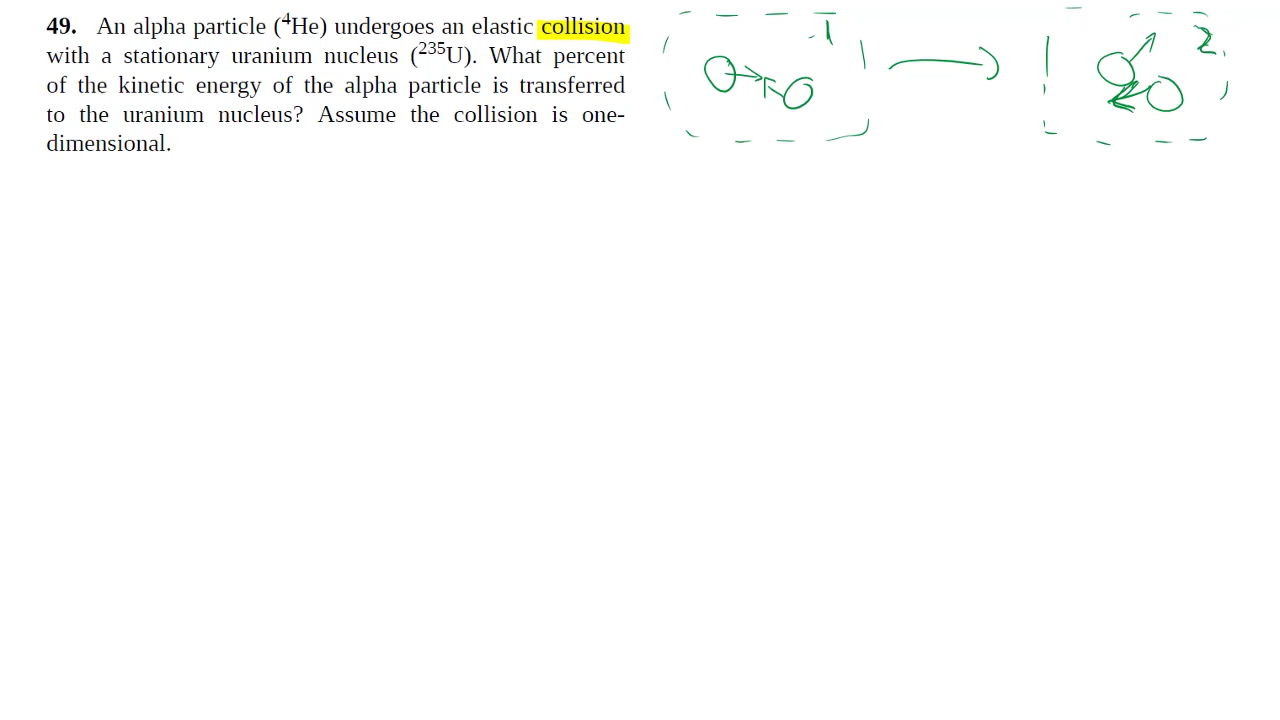 49. An alpha particle (⁴He) undergoes an elastic collision
with a stationary uranium nucleus (²³⁵U). What percent
of the kinetic energy of the alpha particle is transferred
to the uranium nucleus? Assume the collision is one-
dimensional.
1
2